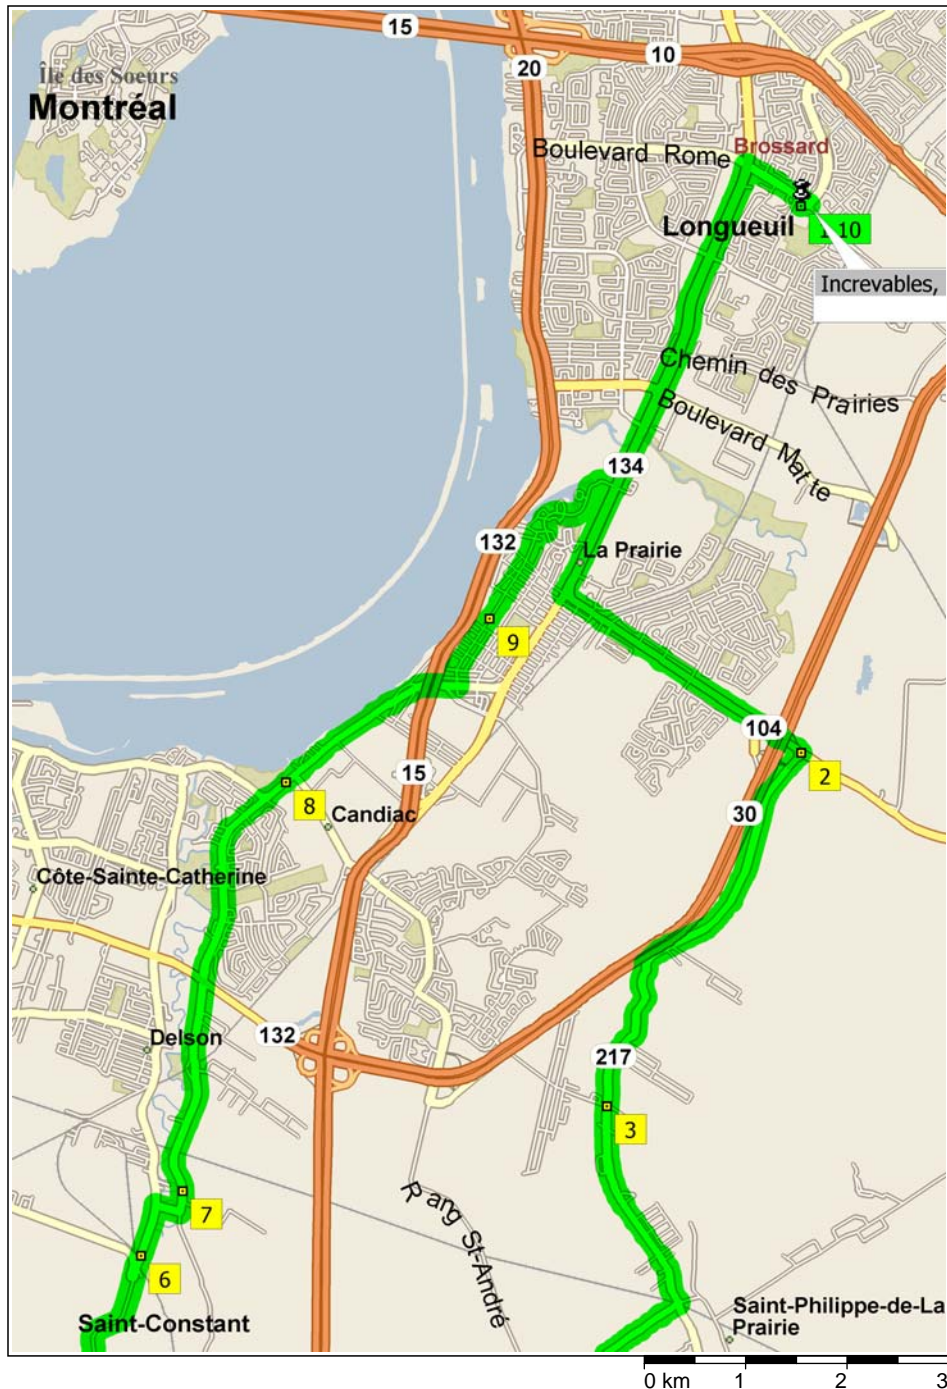 15
10
20
Île des Soeurs
Montréal
Boulevard Rome
Brossard
Longueuil
10
Increvables,
Chemin des Prairies
Boulevard Matte
134
132
La Prairie
9
104
2
15
8
Candiac
30
Côte-Sainte-Catherine
132
Delson
217
3
7
Rang St-André
6
Saint-Constant
Saint-Philippe-de-La
Prairie
0 km 1 2 3